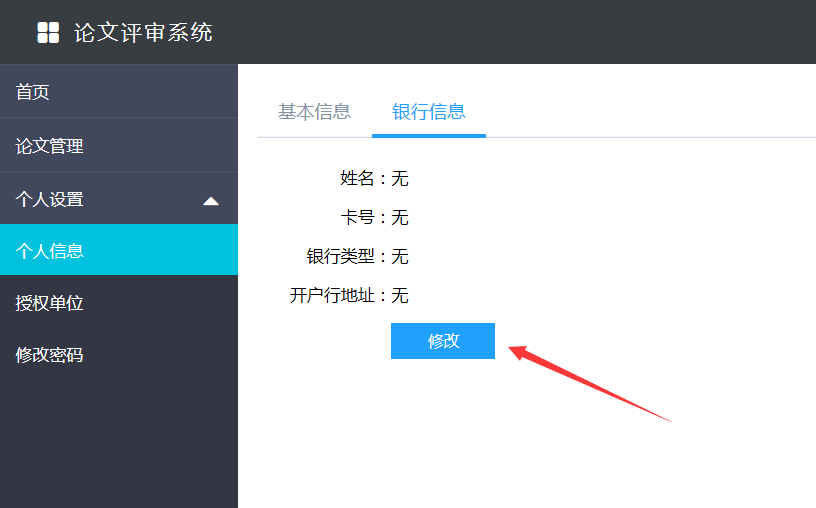 论文评审系统
首页
论文管理
个人设置
个人信息
授权单位
修改密码
基本信息 银行信息
姓名：无
卡号：无
银行类型：无
开户行地址：无
修改